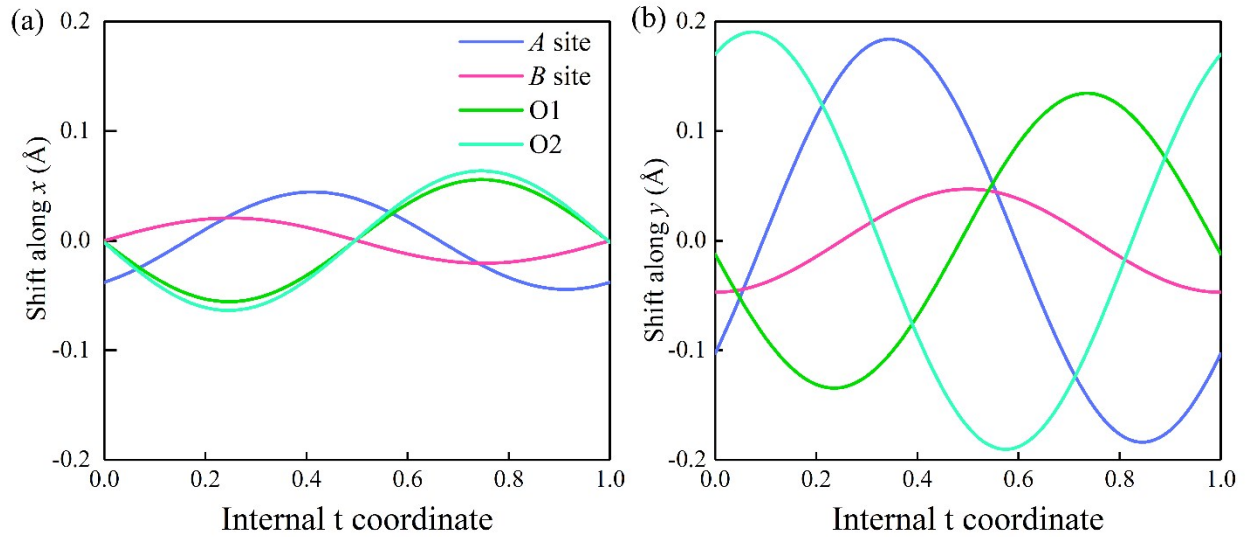 (a)
Shift along x (Å)
0.2
0.1
0.0
-0.1
-0.2
A site
B site
O1
O2
0.0 0.2 0.4 0.6 0.8 1.0
Internal t coordinate
(b)
Shift along y (Å)
0.2
0.1
0.0
-0.1
-0.2
0.0 0.2 0.4 0.6 0.8 1.0
Internal t coordinate